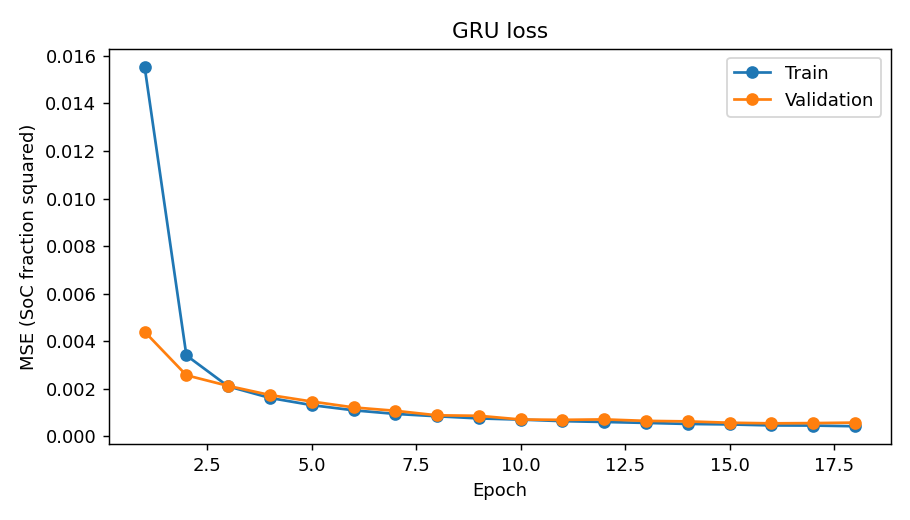 GRU loss
Train
Validation
MSE (SoC fraction squared)
0.016
0.014
0.012
0.010
0.008
0.006
0.004
0.002
0.000
2.5 5.0 7.5 10.0 12.5 15.0 17.5
Epoch